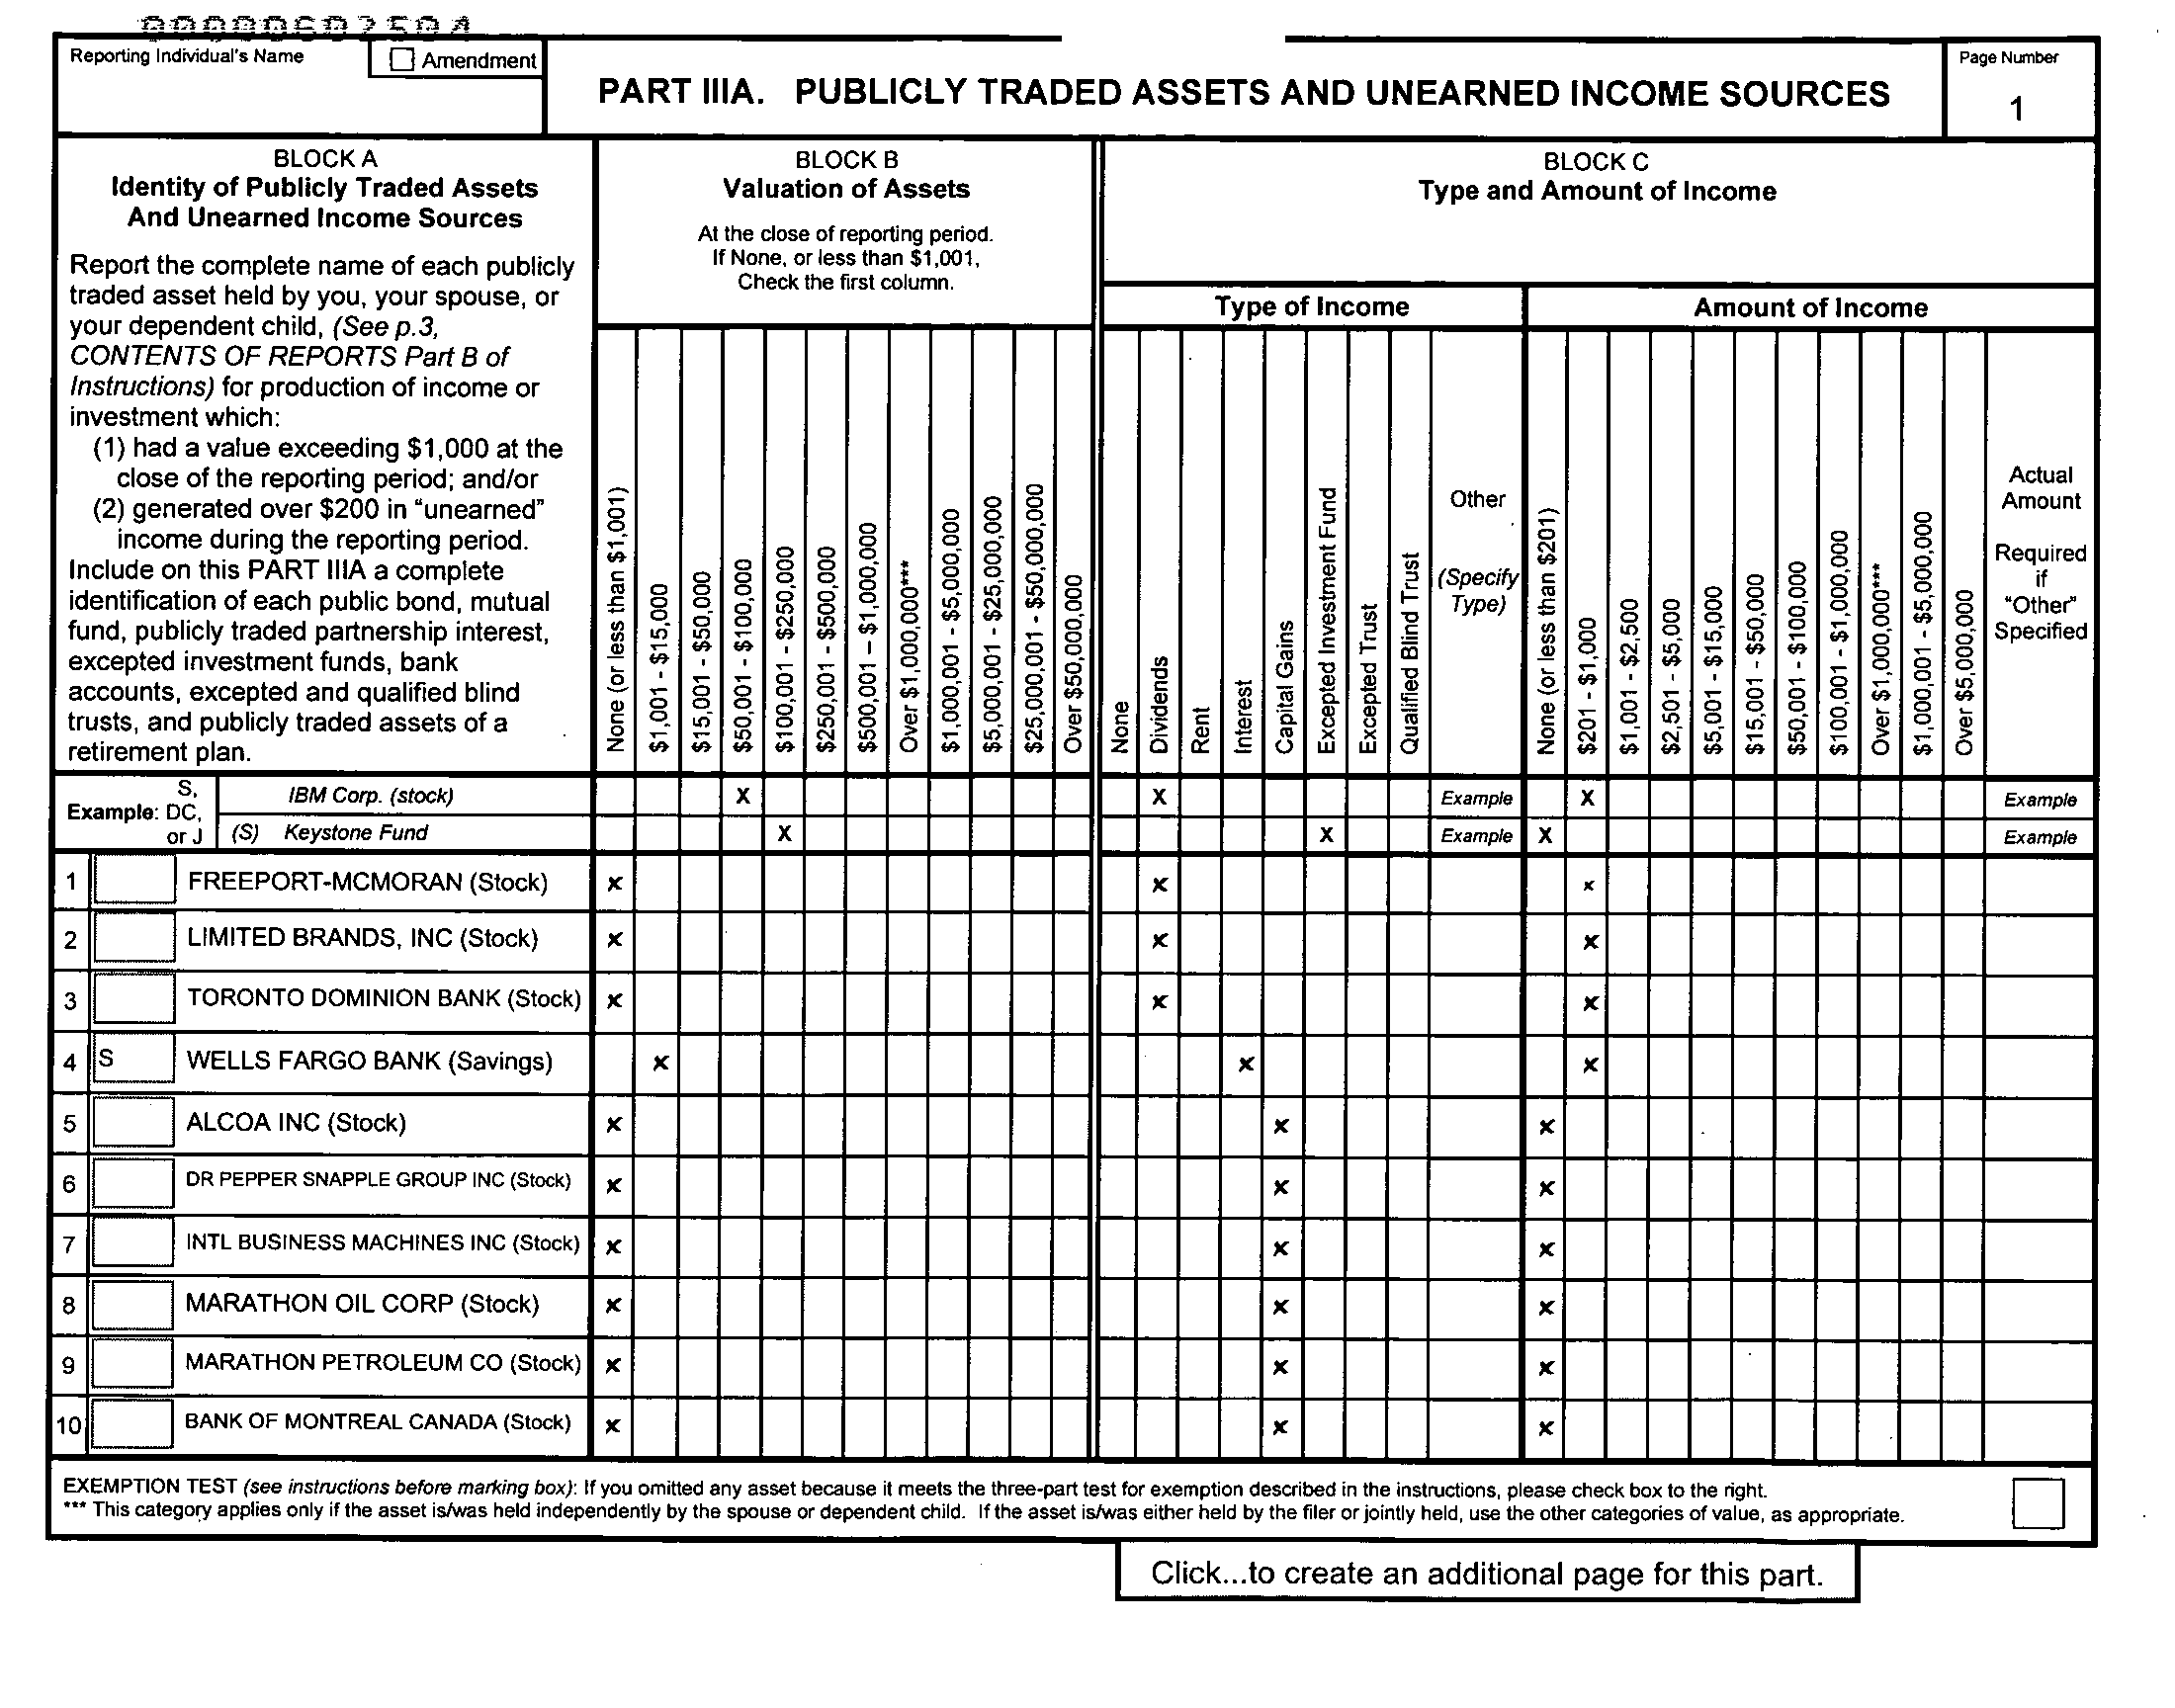 Reporting Individual's Name
Amendment
PART IIIA. PUBLICLY TRADED ASSETS AND UNEARNED INCOME SOURCES
Page Number
1
BLOCK A
Identity of Publicly Traded Assets
And Unearned Income Sources
Report the complete name of each publicly
traded asset held by you, your spouse, or
your dependent child, (See p.3,
CONTENTS OF REPORTS Part B of
Instructions) for production of income or
investment which:
(1) had a value exceeding $1,000 at the
close of the reporting period; and/or
(2) generated over $200 in "unearned"
income during the reporting period.
Include on this PART IIIA a complete
identification of each public bond, mutual
fund, publicly traded partnership interest,
excepted investment funds, bank
accounts, excepted and qualified blind
trusts, and publicly traded assets of a
retirement plan.
BLOCK B
Valuation of Assets
At the close of reporting period.
If None, or less than $1,001,
Check the first column.
None (or less than $1,001)
$1,001 - $15,000
$15,001 - $50,000
$50,001 - $100,000
$100,001 - $250,000
$250,001 - $500,000
$500,001 – $1,000,000
Over $1,000,000***
$1,000,001 - $5,000,000
$5,000,001 - $25,000,000
$25,000,001 - $50,000,000
Over $50,000,000
BLOCK C
Type and Amount of Income
Type of Income
None
Dividends
Rent
Interest
Capital Gains
Excepted Investment Fund
Excepted Trust
Qualified Blind Trust
Other
(Specify
Type)
Amount of Income
None (or less than $201)
$201 - $1,000
$1,001 - $2,500
$2,501 - $5,000
$5,001 - $15,000
$15,001 - $50,000
$50,001 - $100,000
$100,001 - $1,000,000
Over $1,000,000***
$1,000,001 - $5,000,000
Over $5,000,000
Actual
Amount
Required
if
"Other"
Specified
Example: S, DC, or J
IBM Corp. (stock) X X Example X Example
(S) Keystone Fund X X Example X Example
1 FREEPORT-MCMORAN (Stock) x x x
2 LIMITED BRANDS, INC (Stock) x x x
3 TORONTO DOMINION BANK (Stock) x x x
4 S WELLS FARGO BANK (Savings) x x x
5 ALCOA INC (Stock) x x x
6 DR PEPPER SNAPPLE GROUP INC (Stock) x x x
7 INTL BUSINESS MACHINES INC (Stock) x x x
8 MARATHON OIL CORP (Stock) x x x
9 MARATHON PETROLEUM CO (Stock) x x x
10 BANK OF MONTREAL CANADA (Stock) x x x
EXEMPTION TEST (see instructions before marking box): If you omitted any asset because it meets the three-part test for exemption described in the instructions, please check box to the right.
*** This category applies only if the asset is/was held independently by the spouse or dependent child. If the asset is/was either held by the filer or jointly held, use the other categories of value, as appropriate.
Click...to create an additional page for this part.